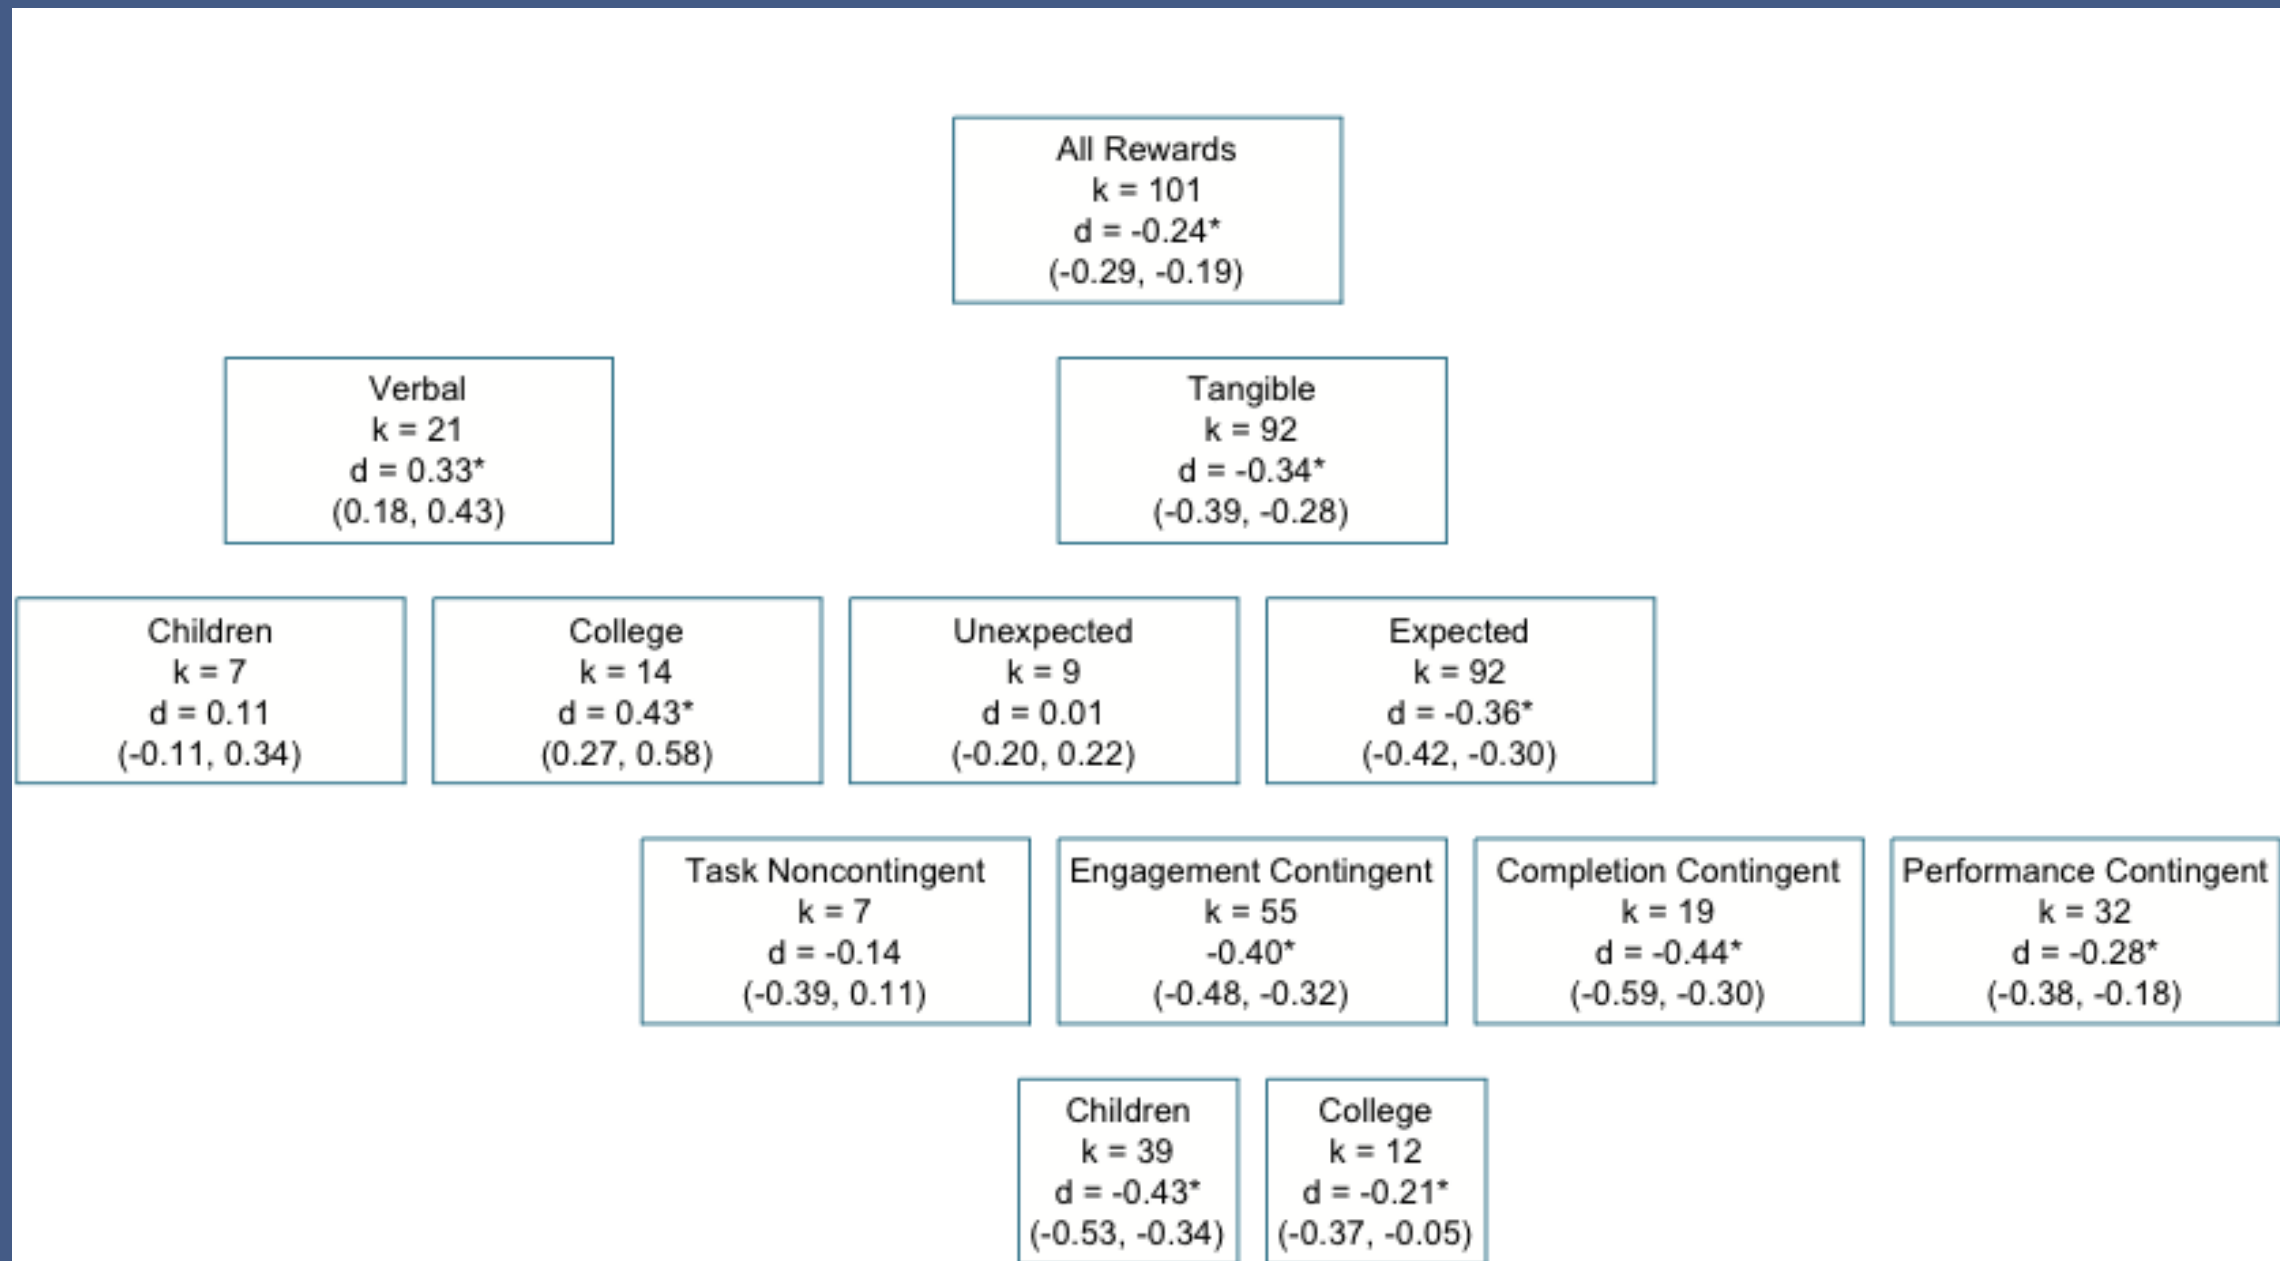 All Rewards
k = 101
d = -0.24*
(-0.29, -0.19)
Verbal
k = 21
d = 0.33*
(0.18, 0.43)
Tangible
k = 92
d = -0.34*
(-0.39, -0.28)
Children
k = 7
d = 0.11
(-0.11, 0.34)
College
k = 14
d = 0.43*
(0.27, 0.58)
Unexpected
k = 9
d = 0.01
(-0.20, 0.22)
Expected
k = 92
d = -0.36*
(-0.42, -0.30)
Task Noncontingent
k = 7
d = -0.14
(-0.39, 0.11)
Engagement Contingent
k = 55
-0.40*
(-0.48, -0.32)
Completion Contingent
k = 19
d = -0.44*
(-0.59, -0.30)
Performance Contingent
k = 32
d = -0.28*
(-0.38, -0.18)
Children
k = 39
d = -0.43*
(-0.53, -0.34)
College
k = 12
d = -0.21*
(-0.37, -0.05)